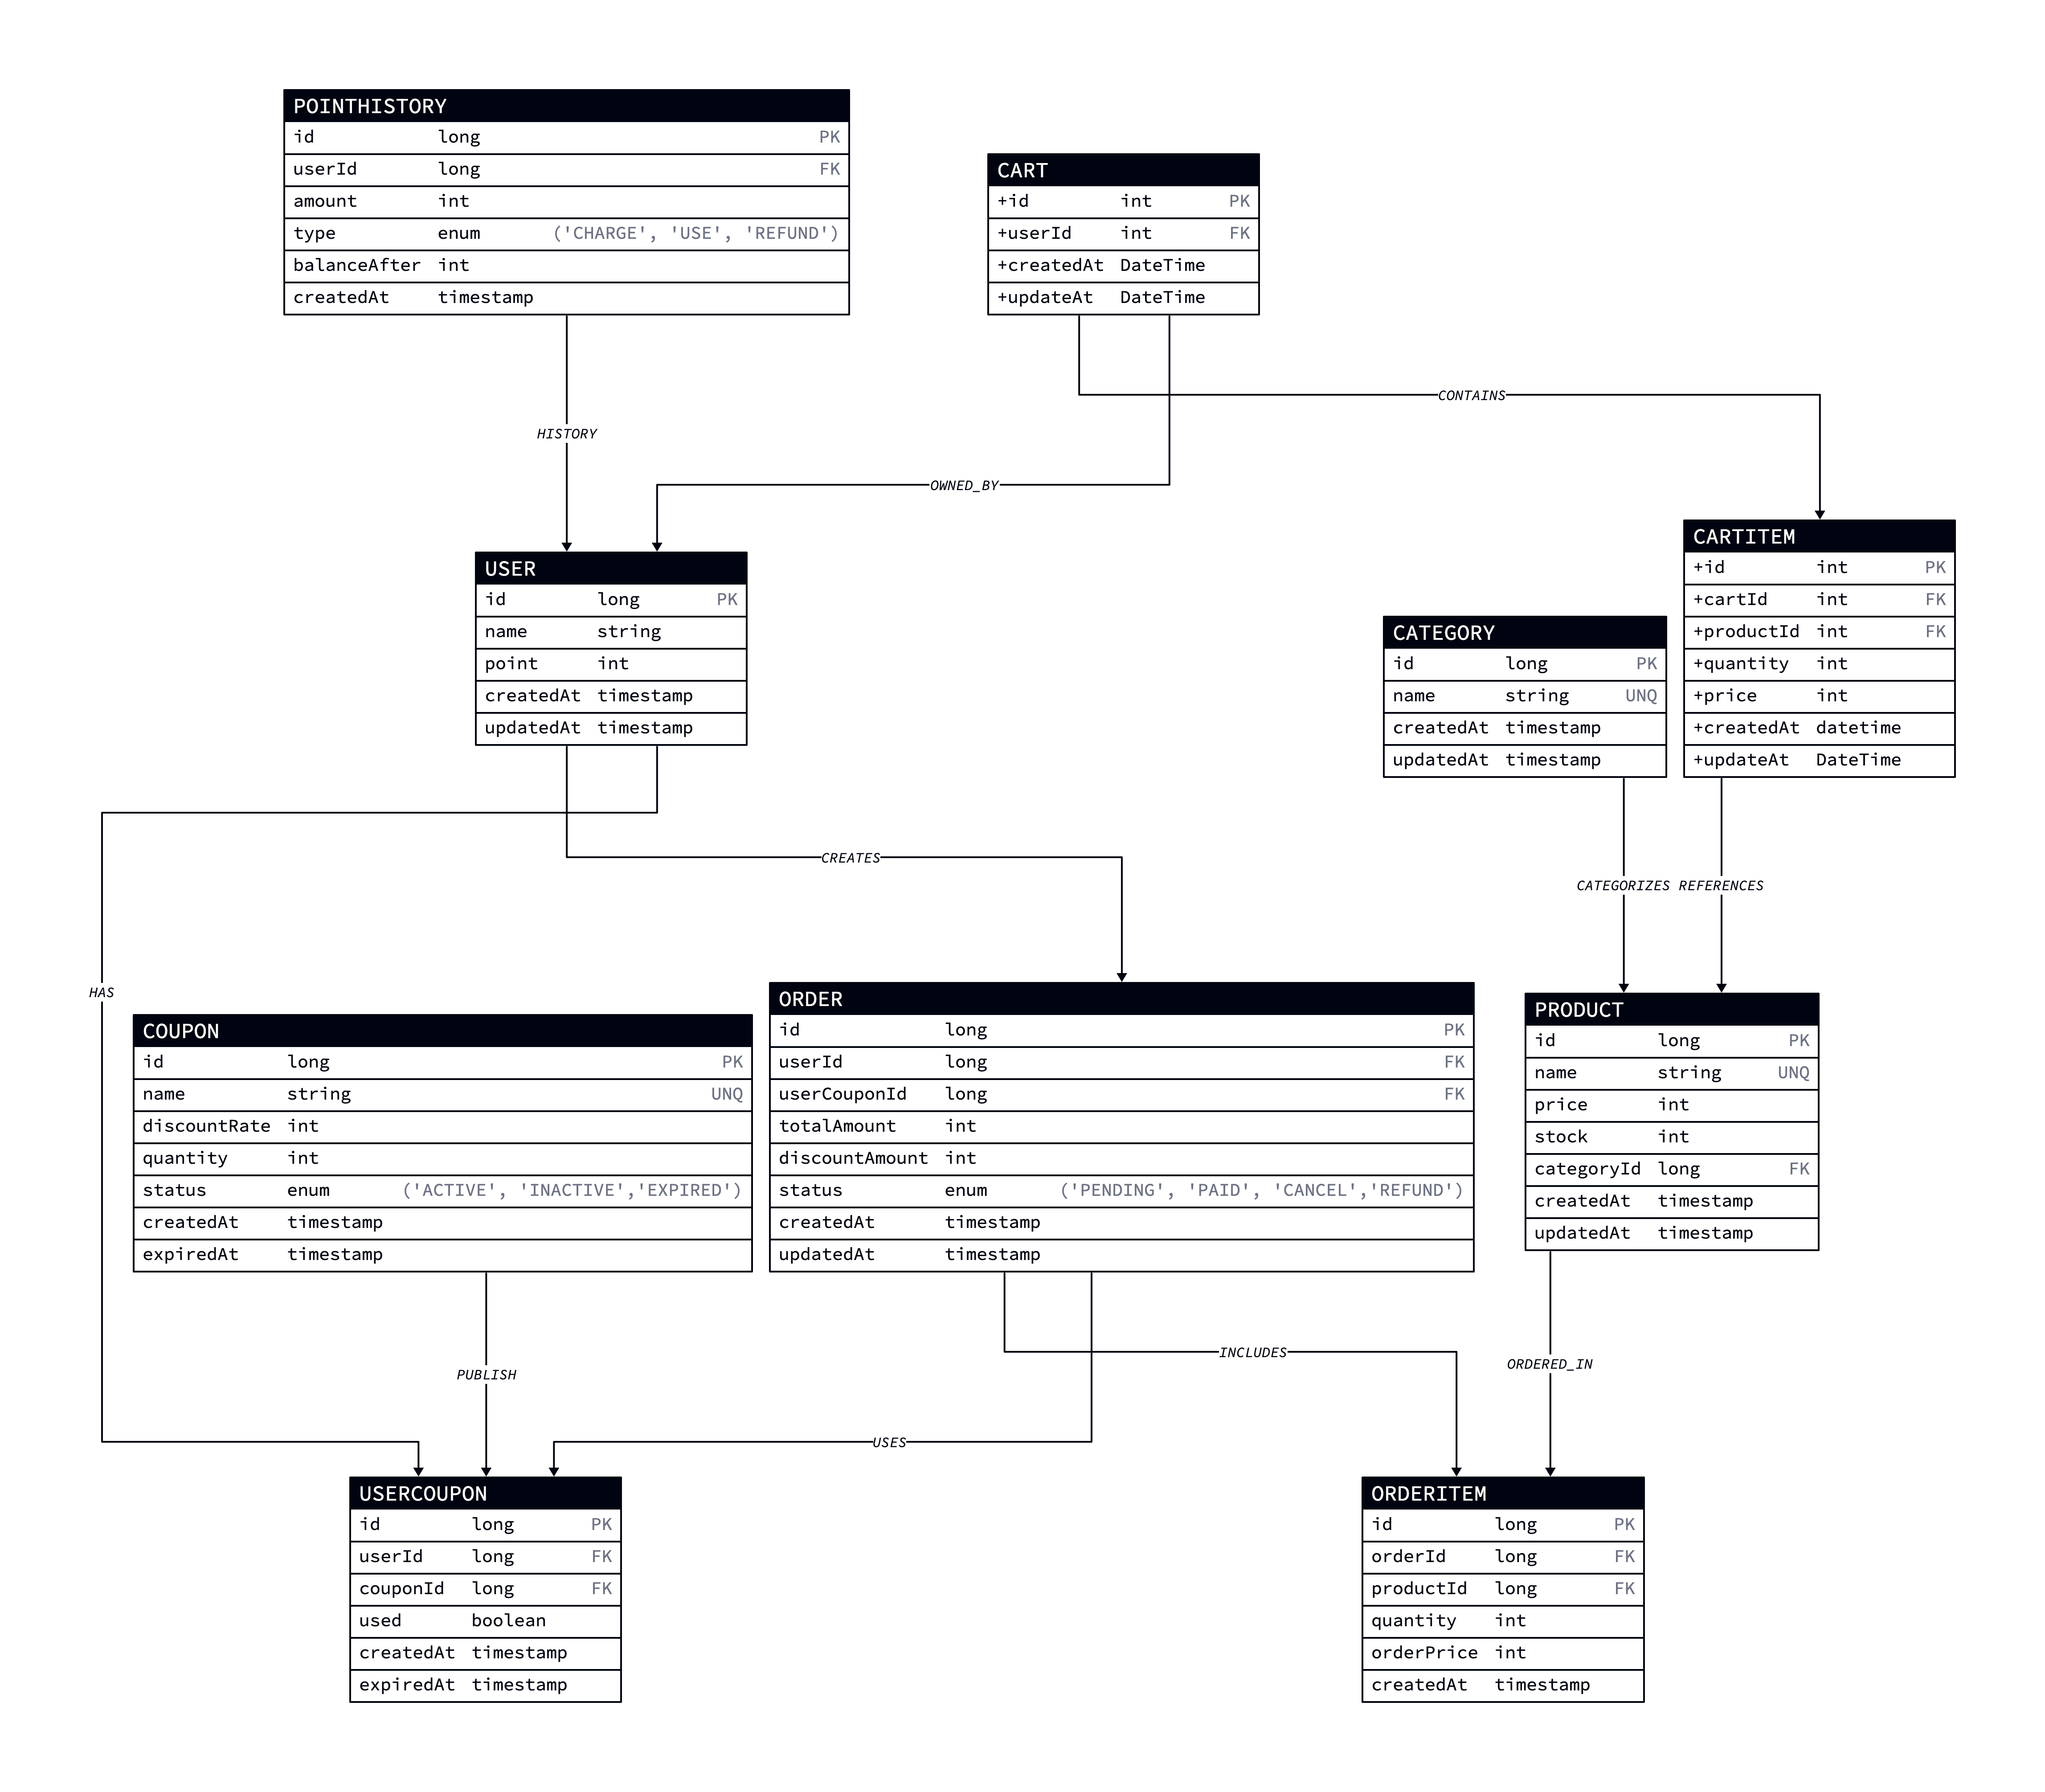 POINTHISTORY
id long PK
userId long FK
amount int
type enum ('CHARGE', 'USE', 'REFUND')
balanceAfter int
createdAt timestamp
CART
+id int PK
+userId int FK
+createdAt DateTime
+updateAt DateTime
CONTAINS
HISTORY
OWNED_BY
USER
id long PK
name string
point int
createdAt timestamp
updatedAt timestamp
CATEGORY
id long PK
name string UNQ
createdAt timestamp
updatedAt timestamp
CARTITEM
+id int PK
+cartId int FK
+productId int FK
+quantity int
+price int
+createdAt datetime
+updateAt DateTime
CREATES
CATEGORIZES
REFERENCES
HAS
COUPON
id long PK
name string UNQ
discountRate int
quantity int
status enum ('ACTIVE', 'INACTIVE','EXPIRED')
createdAt timestamp
expiredAt timestamp
ORDER
id long PK
userId long FK
userCouponId long FK
totalAmount int
discountAmount int
status enum ('PENDING', 'PAID', 'CANCEL','REFUND')
createdAt timestamp
updatedAt timestamp
PRODUCT
id long PK
name string UNQ
price int
stock int
categoryId long FK
createdAt timestamp
updatedAt timestamp
PUBLISH
INCLUDES
ORDERED_IN
USES
USERCOUPON
id long PK
userId long FK
couponId long FK
used boolean
createdAt timestamp
expiredAt timestamp
ORDERITEM
id long PK
orderId long FK
productId long FK
quantity int
orderPrice int
createdAt timestamp